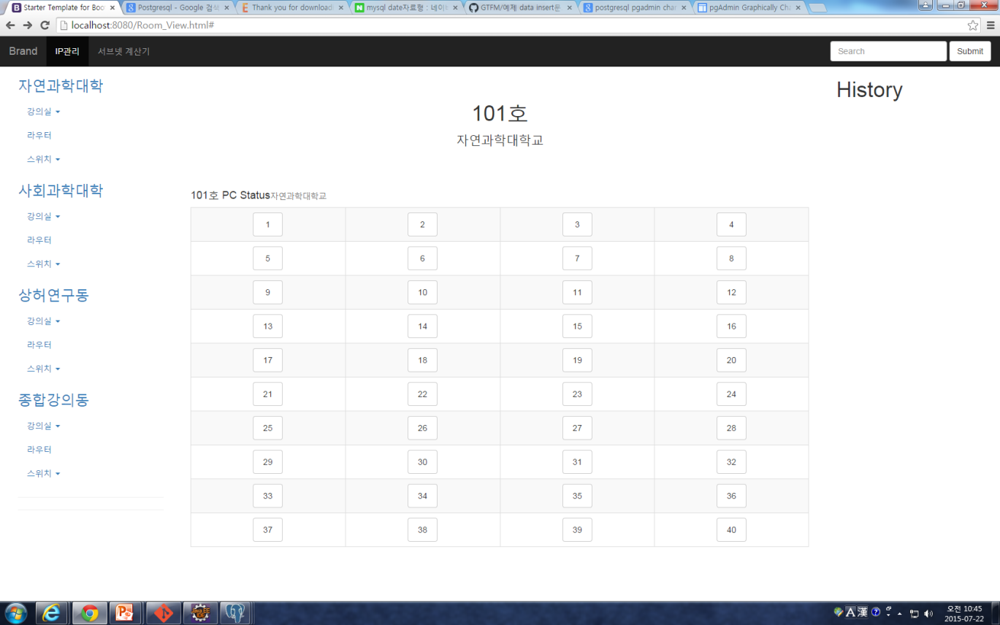 Starter Template for Boo
Postgresql - Google 검색
Thank you for download
mysql date자료형 : 네이버
GTFM/예제 data insert문
postgresql pgadmin char
pgAdmin Graphically Ch
localhost:8080/Room_View.html#
Brand IP관리 서브넷 계산기 Search Submit
자연과학대학
강의실
라우터
스위치
사회과학대학
강의실
라우터
스위치
상허연구동
강의실
라우터
스위치
종합강의동
강의실
라우터
스위치
101호
자연과학대학교
101호 PC Status자연과학대학교
1 2 3 4
5 6 7 8
9 10 11 12
13 14 15 16
17 18 19 20
21 22 23 24
25 26 27 28
29 30 31 32
33 34 35 36
37 38 39 40
History
Java EE
IDE
A 漢
오전 10:45
2015-07-22